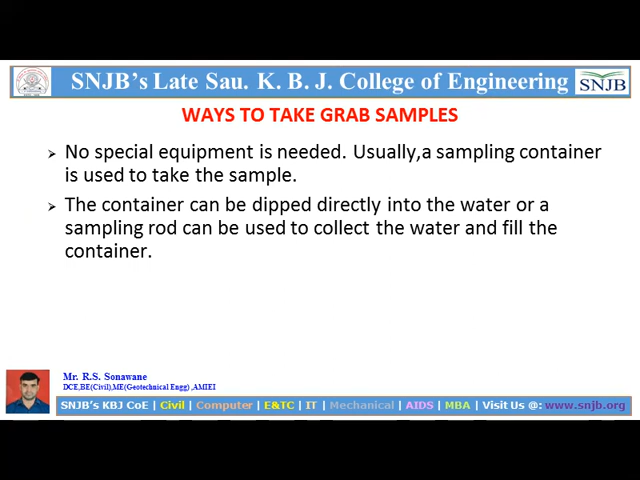 SNJB's Late Sau. K. B. J. College of Engineering
SNJB
WAYS TO TAKE GRAB SAMPLES
➢ No special equipment is needed. Usually,a sampling container
is used to take the sample.
➢ The container can be dipped directly into the water or a
sampling rod can be used to collect the water and fill the
container.
Mr. R.S. Sonawane
DCE,BE(Civil),ME(Geotechnical Engg) ,AMIEI
SNJB's KBJ CoE | Civil | Computer | E&TC | IT | Mechanical | AIDS | MBA | Visit Us @: www.snjb.org